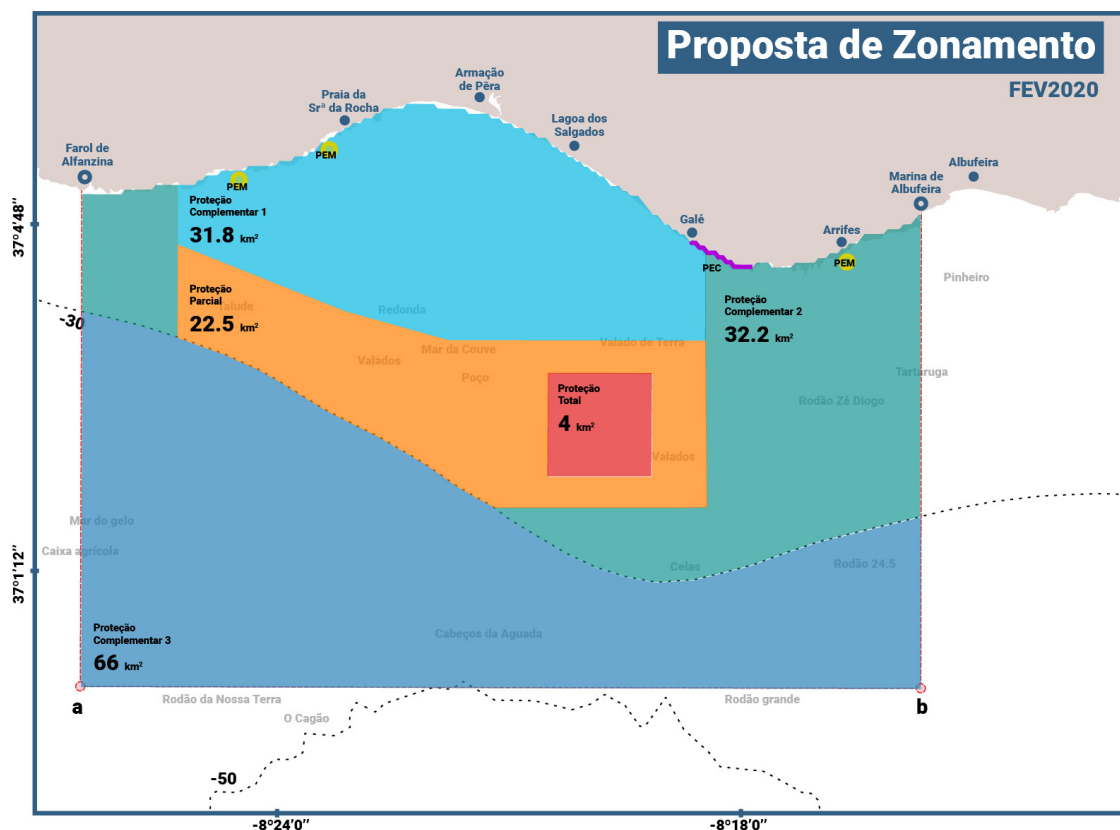 Proposta de Zonamento
FEV2020
Armação
de Pêra
Praia da
Srª da Rocha
Lagoa dos
Salgados
Farol de
Alfanzina
Albufeira
Marina de
Albufeira
PEM
PEM
Galé
Arrifes
PEC
PEM
Pinheiro
37°4'48"
Proteção
Complementar 1
31.8 km²
Proteção
Parcial
22.5 km²
Talude
Redonda
Proteção
Complementar 2
32.2 km²
-30
Mar da Couve
Valado de Terra
Valados
Poço
Tartaruga
Proteção
Total
4 km²
Rodão Zé Diogo
Valados
Mar do gelo
Caixa agrícola
37°1'12"
Celas
Rodão 24.5
Proteção
Complementar 3
66 km²
Cabeços da Aguada
a
Rodão da Nossa Terra
O Cagão
Rodão grande
b
-50
-8°24'0"
-8°18'0"